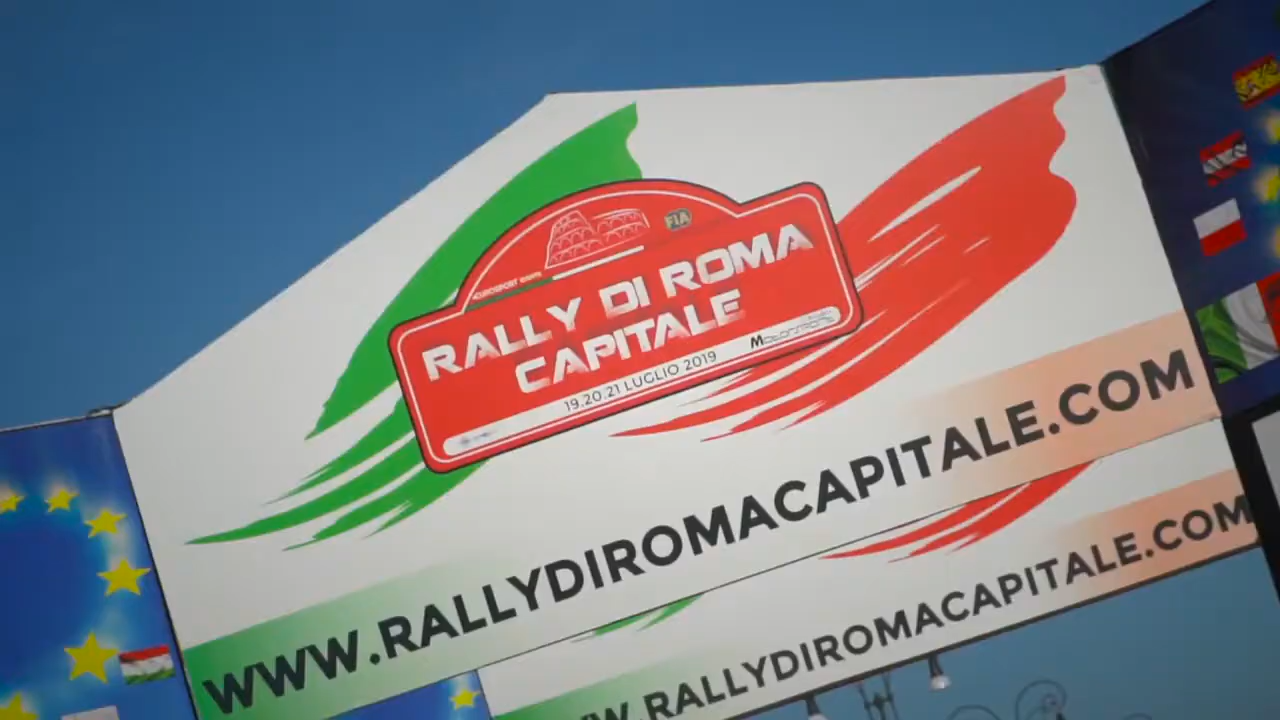 FIA
RALLY DI ROMA
CAPITALE
19.20.21 LUGLIO 2019
WWW.RALLYDIROMACAPITALE.COM
W.RALLYDIROMACAPITALE.COM